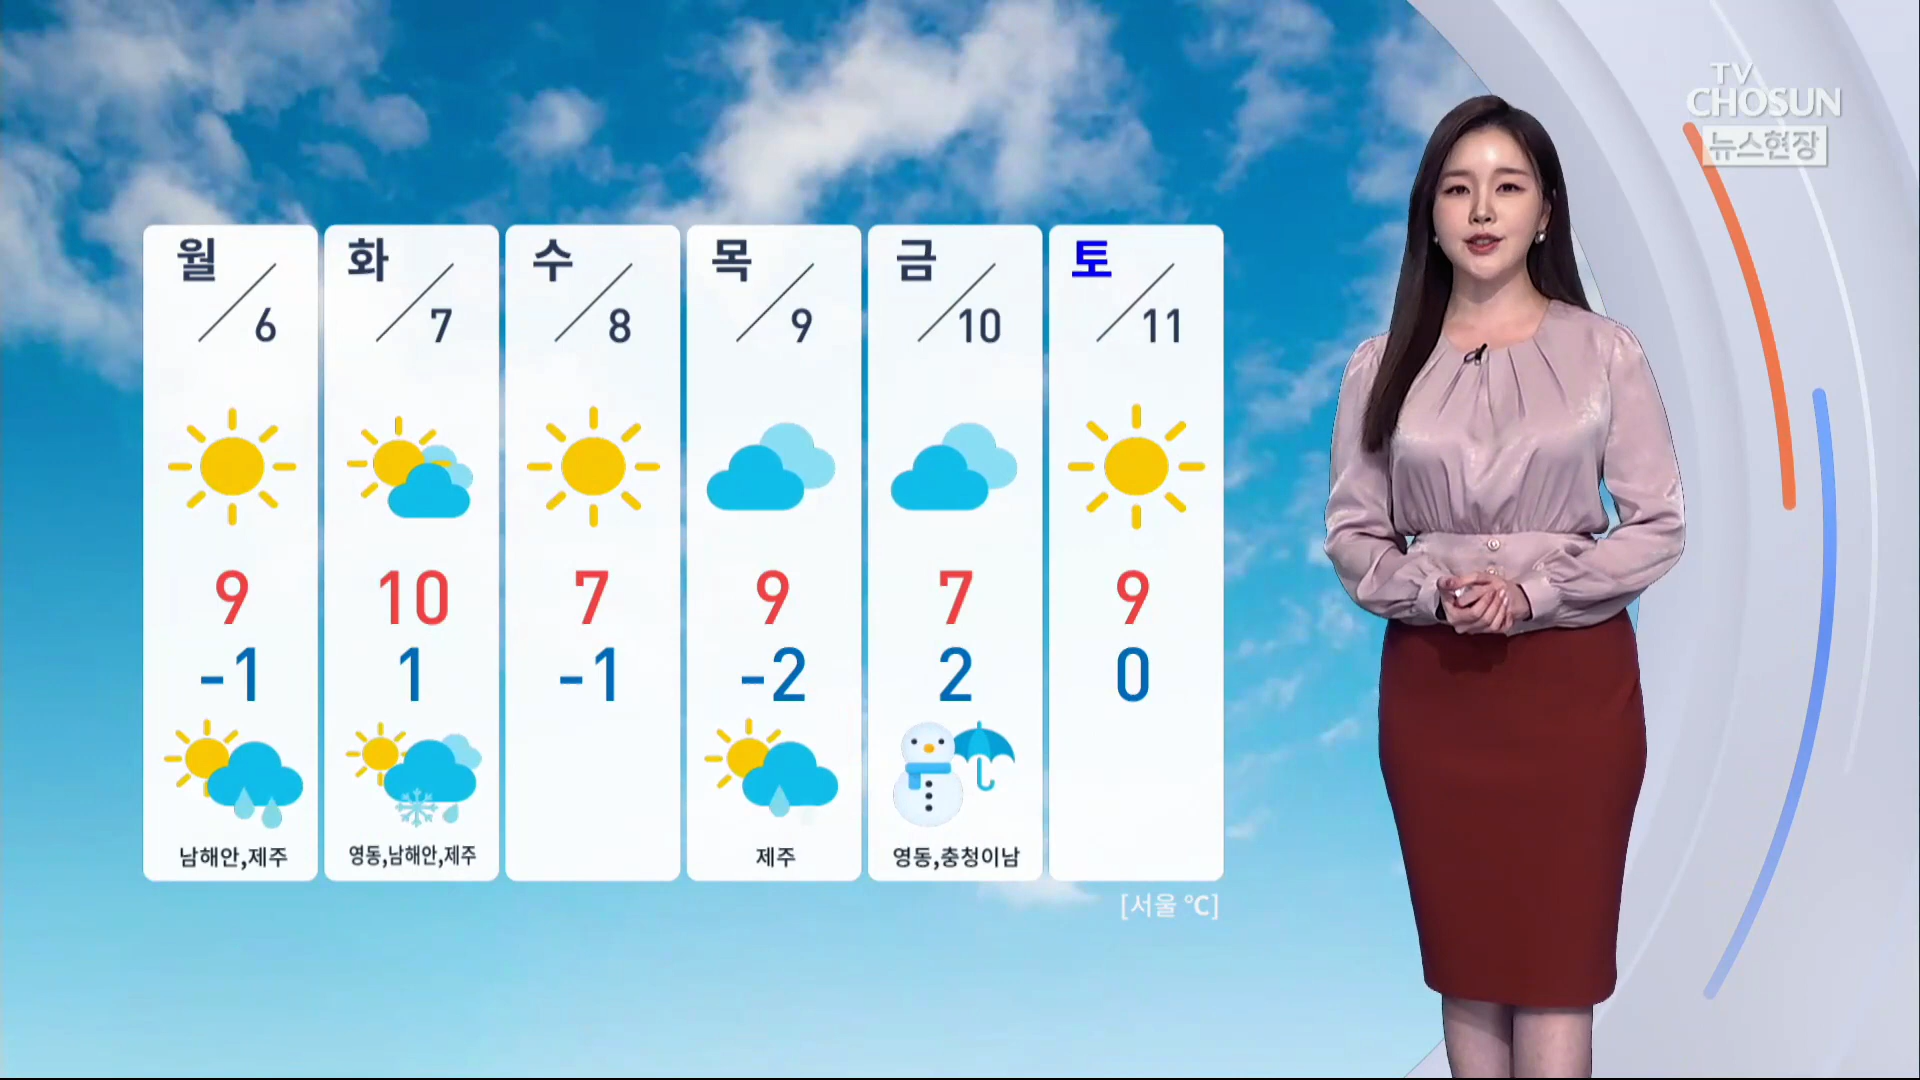 TV
CHOSUN
뉴스현장
월 / 6
화 / 7
수 / 8
목 / 9
금 / 10
토 / 11
9 10 7 9 7 9
-1 1 -1 -2 2 0
남해안,제주
영동,남해안,제주
제주
영동,충청이남
[서울 ℃]